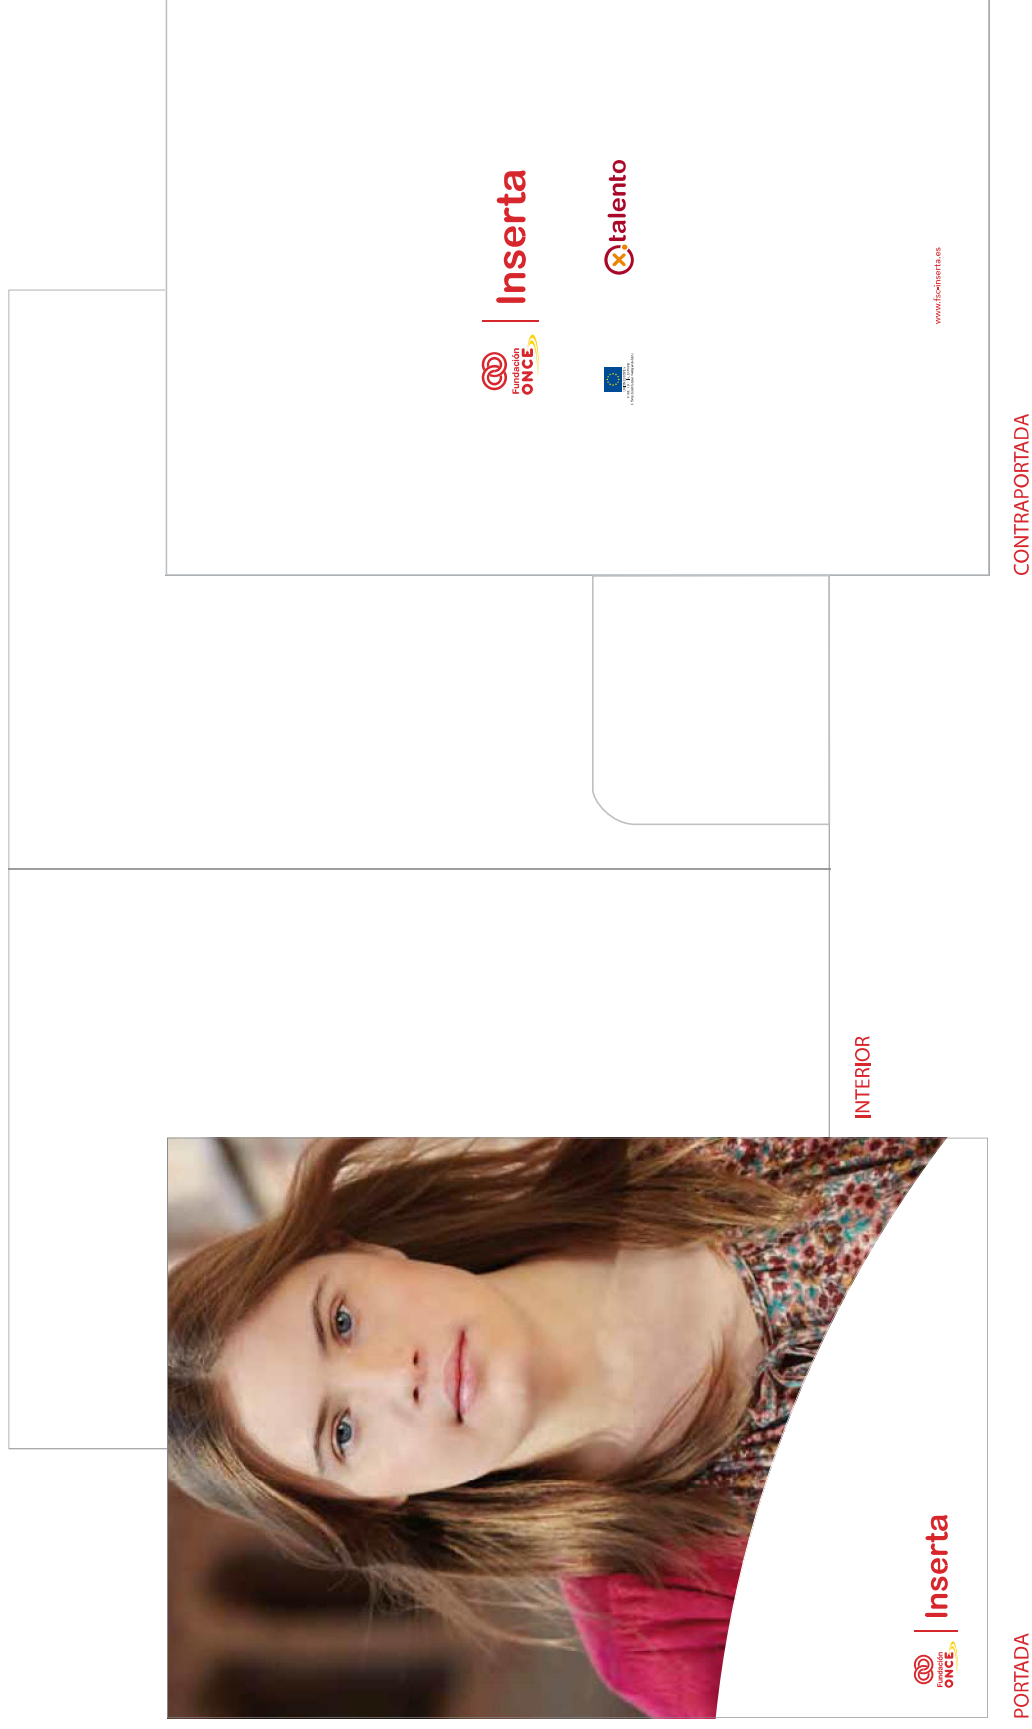 Fundación
ONCE
Inserta
PORTADA
INTERIOR
Fundación
ONCE
Inserta
x talento
www.fsc-inserta.es
CONTRAPORTADA